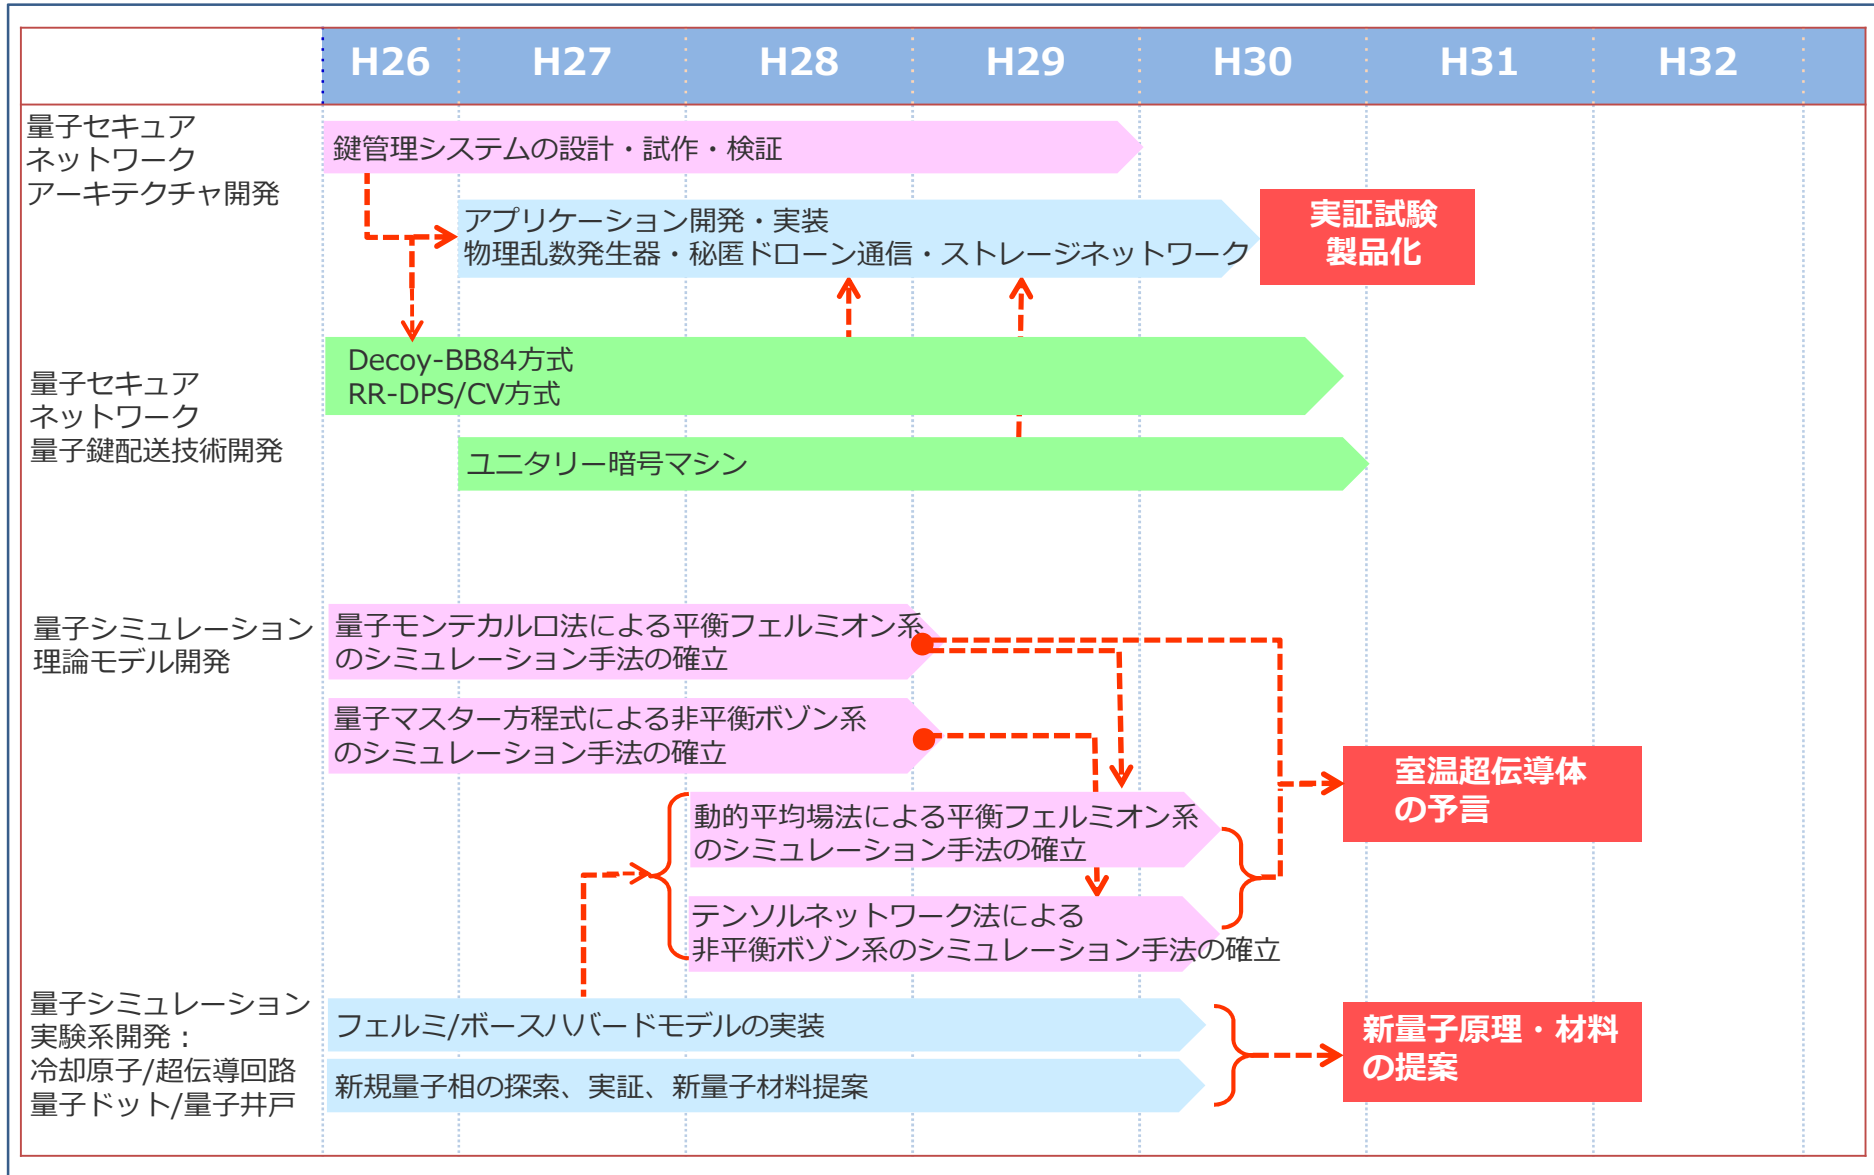 H26 H27 H28 H29 H30 H31 H32
量子セキュア
ネットワーク
アーキテクチャ開発
鍵管理システムの設計・試作・検証
アプリケーション開発・実装
物理乱数発生器・秘匿ドローン通信・ストレージネットワーク
実証試験
製品化
量子セキュア
ネットワーク
量子鍵配送技術開発
Decoy-BB84方式
RR-DPS/CV方式
ユニタリー暗号マシン
量子シミュレーション
理論モデル開発
量子モンテカルロ法による平衡フェルミオン系
のシミュレーション手法の確立
量子マスター方程式による非平衡ボゾン系
のシミュレーション手法の確立
動的平均場法による平衡フェルミオン系
のシミュレーション手法の確立
テンソルネットワーク法による
非平衡ボゾン系のシミュレーション手法の確立
室温超伝導体
の予言
量子シミュレーション
実験系開発：
冷却原子/超伝導回路
量子ドット/量子井戸
フェルミ/ボースハバードモデルの実装
新規量子相の探索、実証、新量子材料提案
新量子原理・材料
の提案